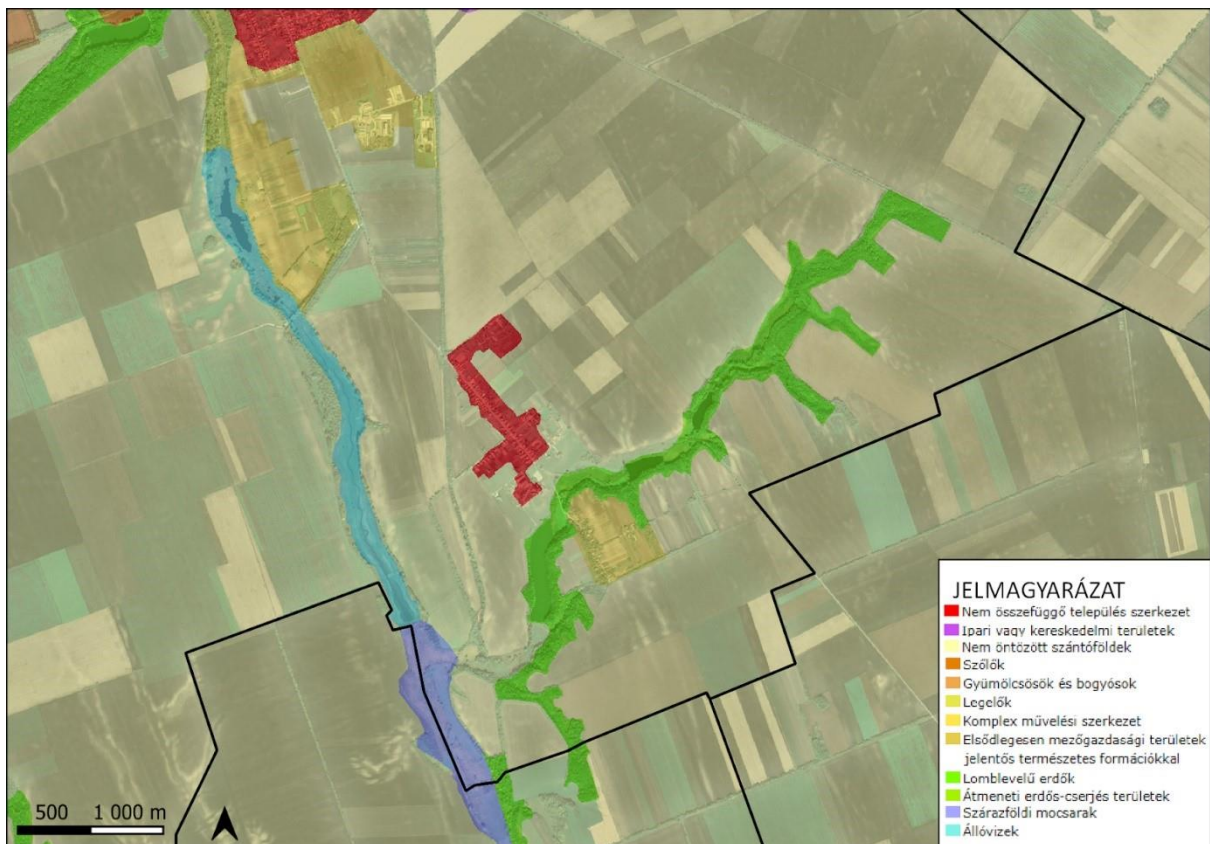 JELMAGYARÁZAT
Nem összefüggő település szerkezet
Ipari vagy kereskedelmi területek
Nem öntözött szántóföldek
Szőlők
Gyümölcsösök és bogyósok
Legelők
Komplex művelési szerkezet
Elsődlegesen mezőgazdasági területek
jelentős természetes formációkkal
Lomblevelű erdők
Átmeneti erdős-cserjés területek
Szárazföldi mocsarak
Állóvizek
500 1 000 m